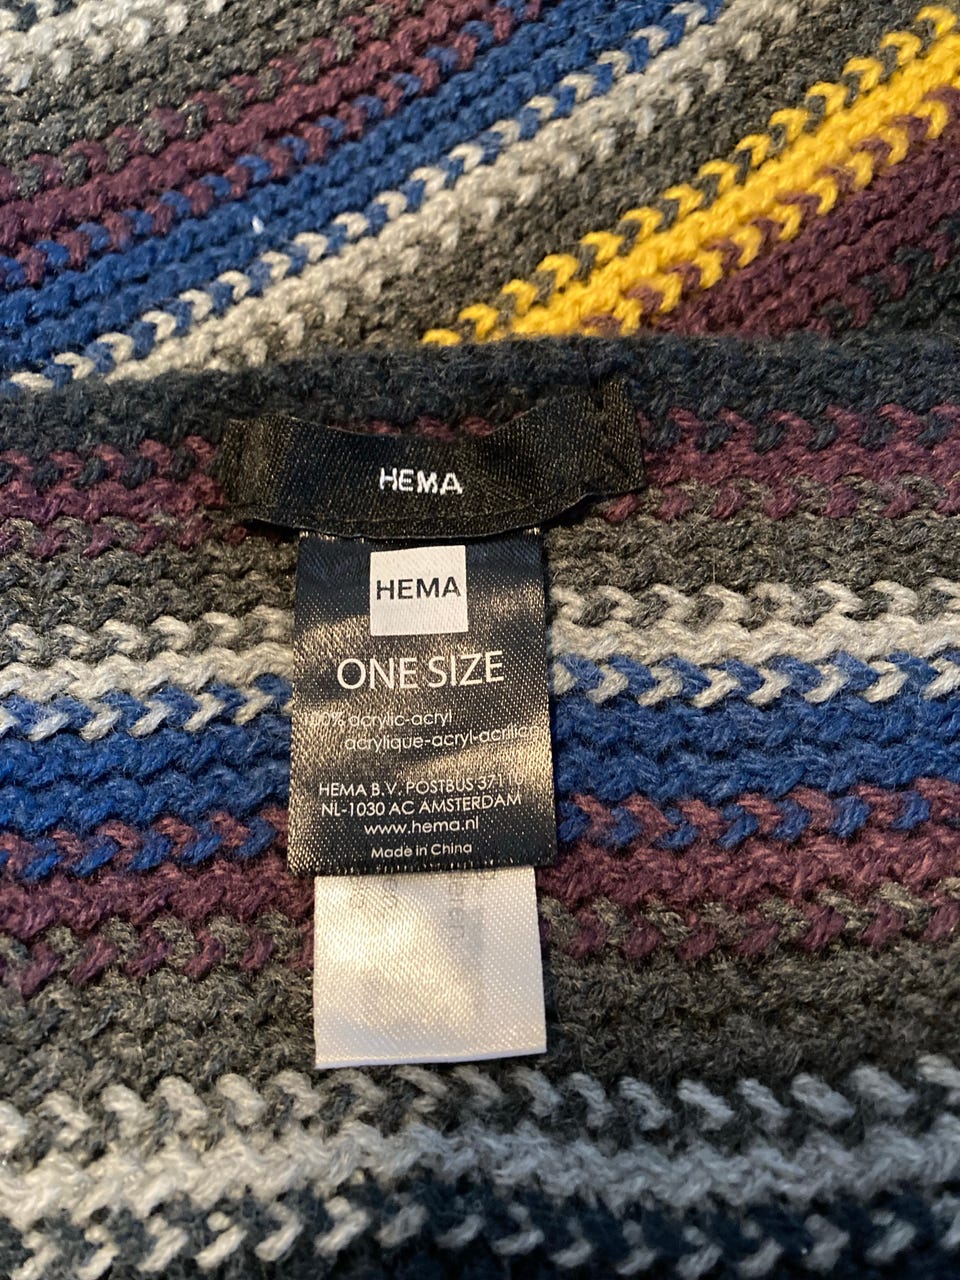 HEMA
HEMA
ONE SIZE
100% acrylic-acryl
acrylique-acryl-acrilico
HEMA B.V. POSTBUS 37110
NL-1030 AC AMSTERDAM
www.hema.nl
Made in China